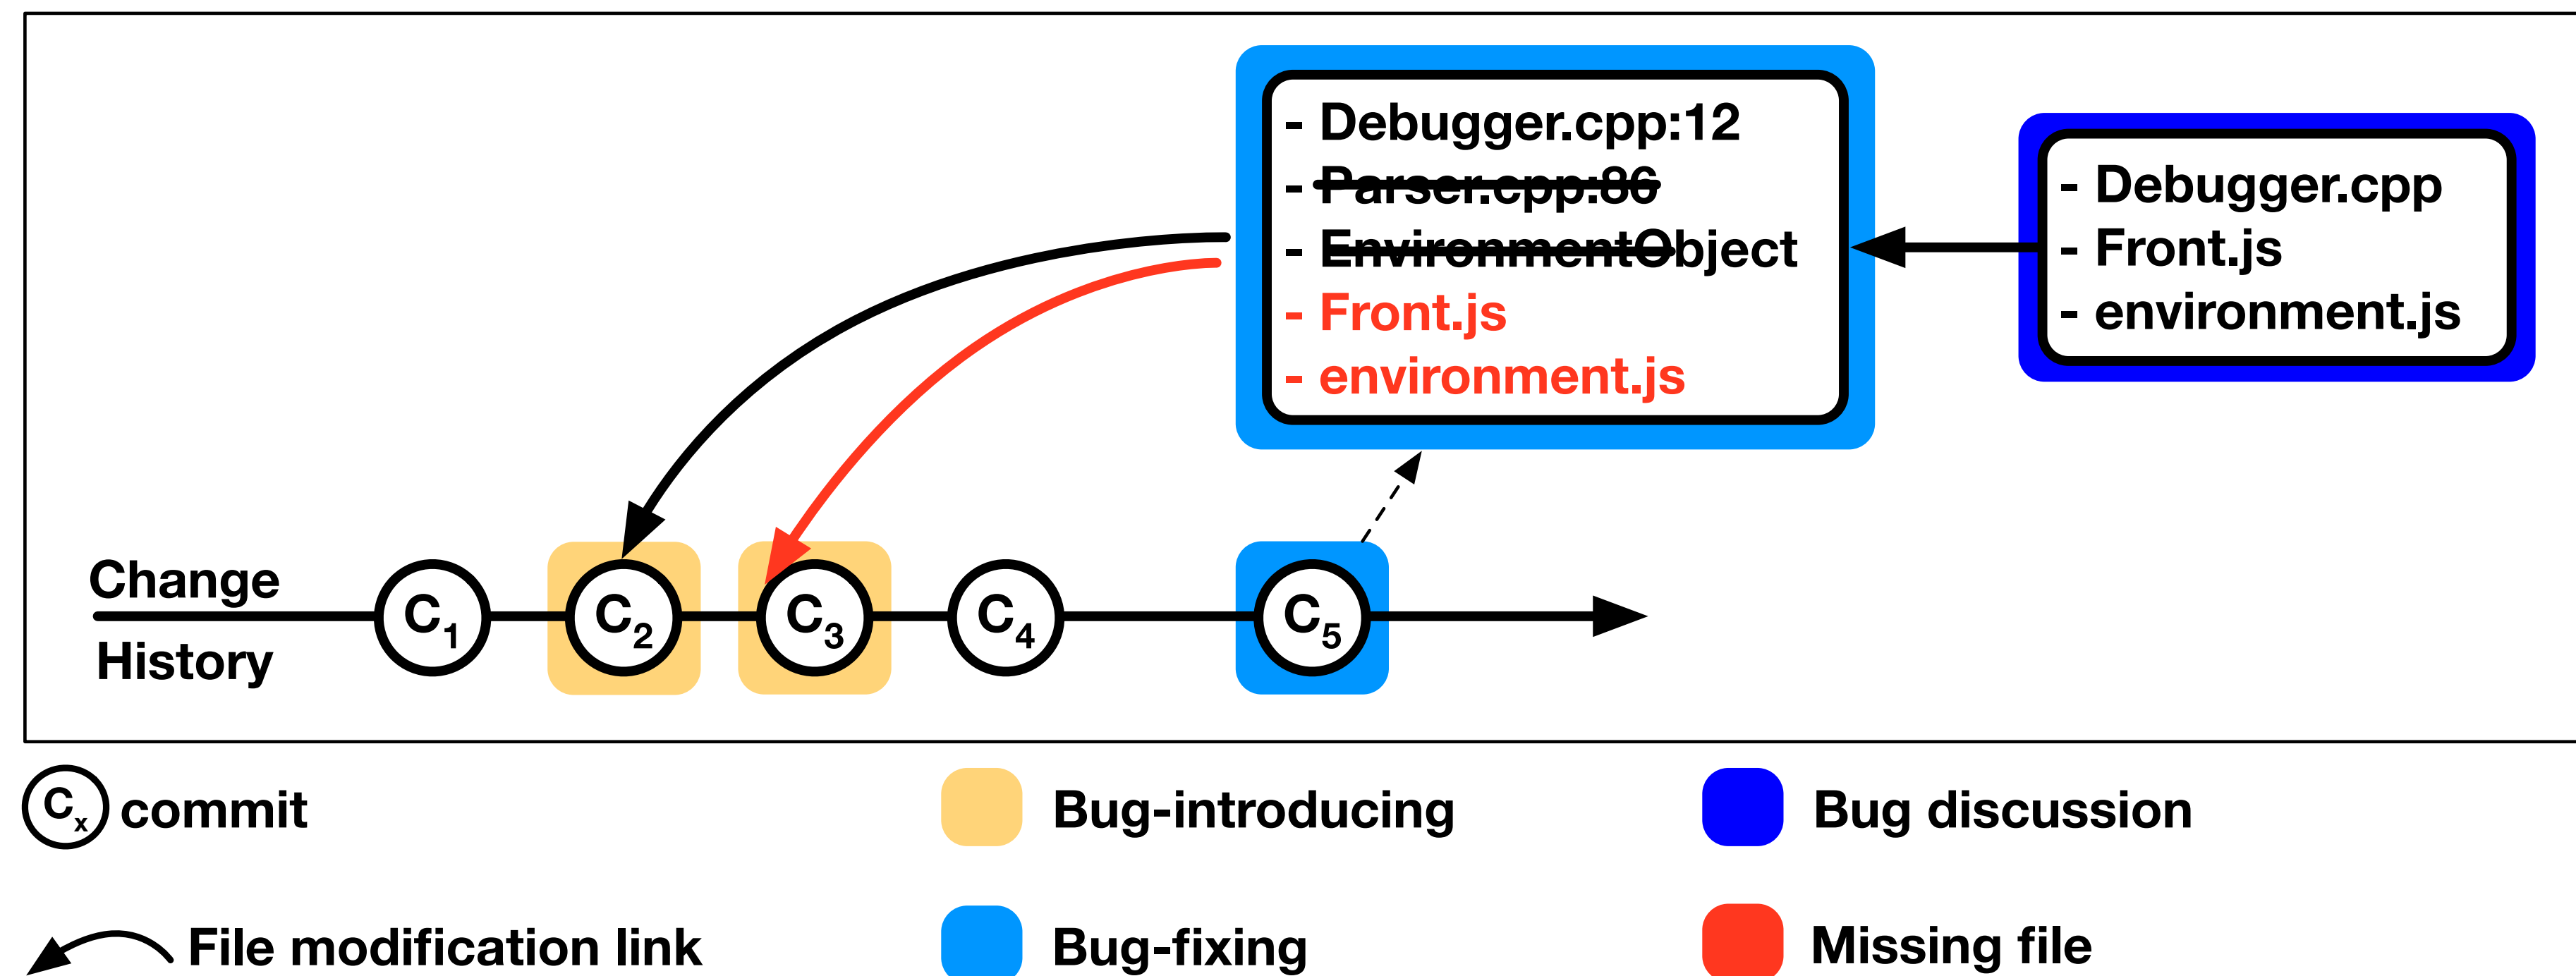 - Debugger.cpp:12
- Parser.cpp:86
- EnvironmentObject
- Front.js
- environment.js
- Debugger.cpp
- Front.js
- environment.js
Change
History
C1
C2
C3
C4
C5
Cx commit
Bug-introducing
Bug discussion
File modification link
Bug-fixing
Missing file